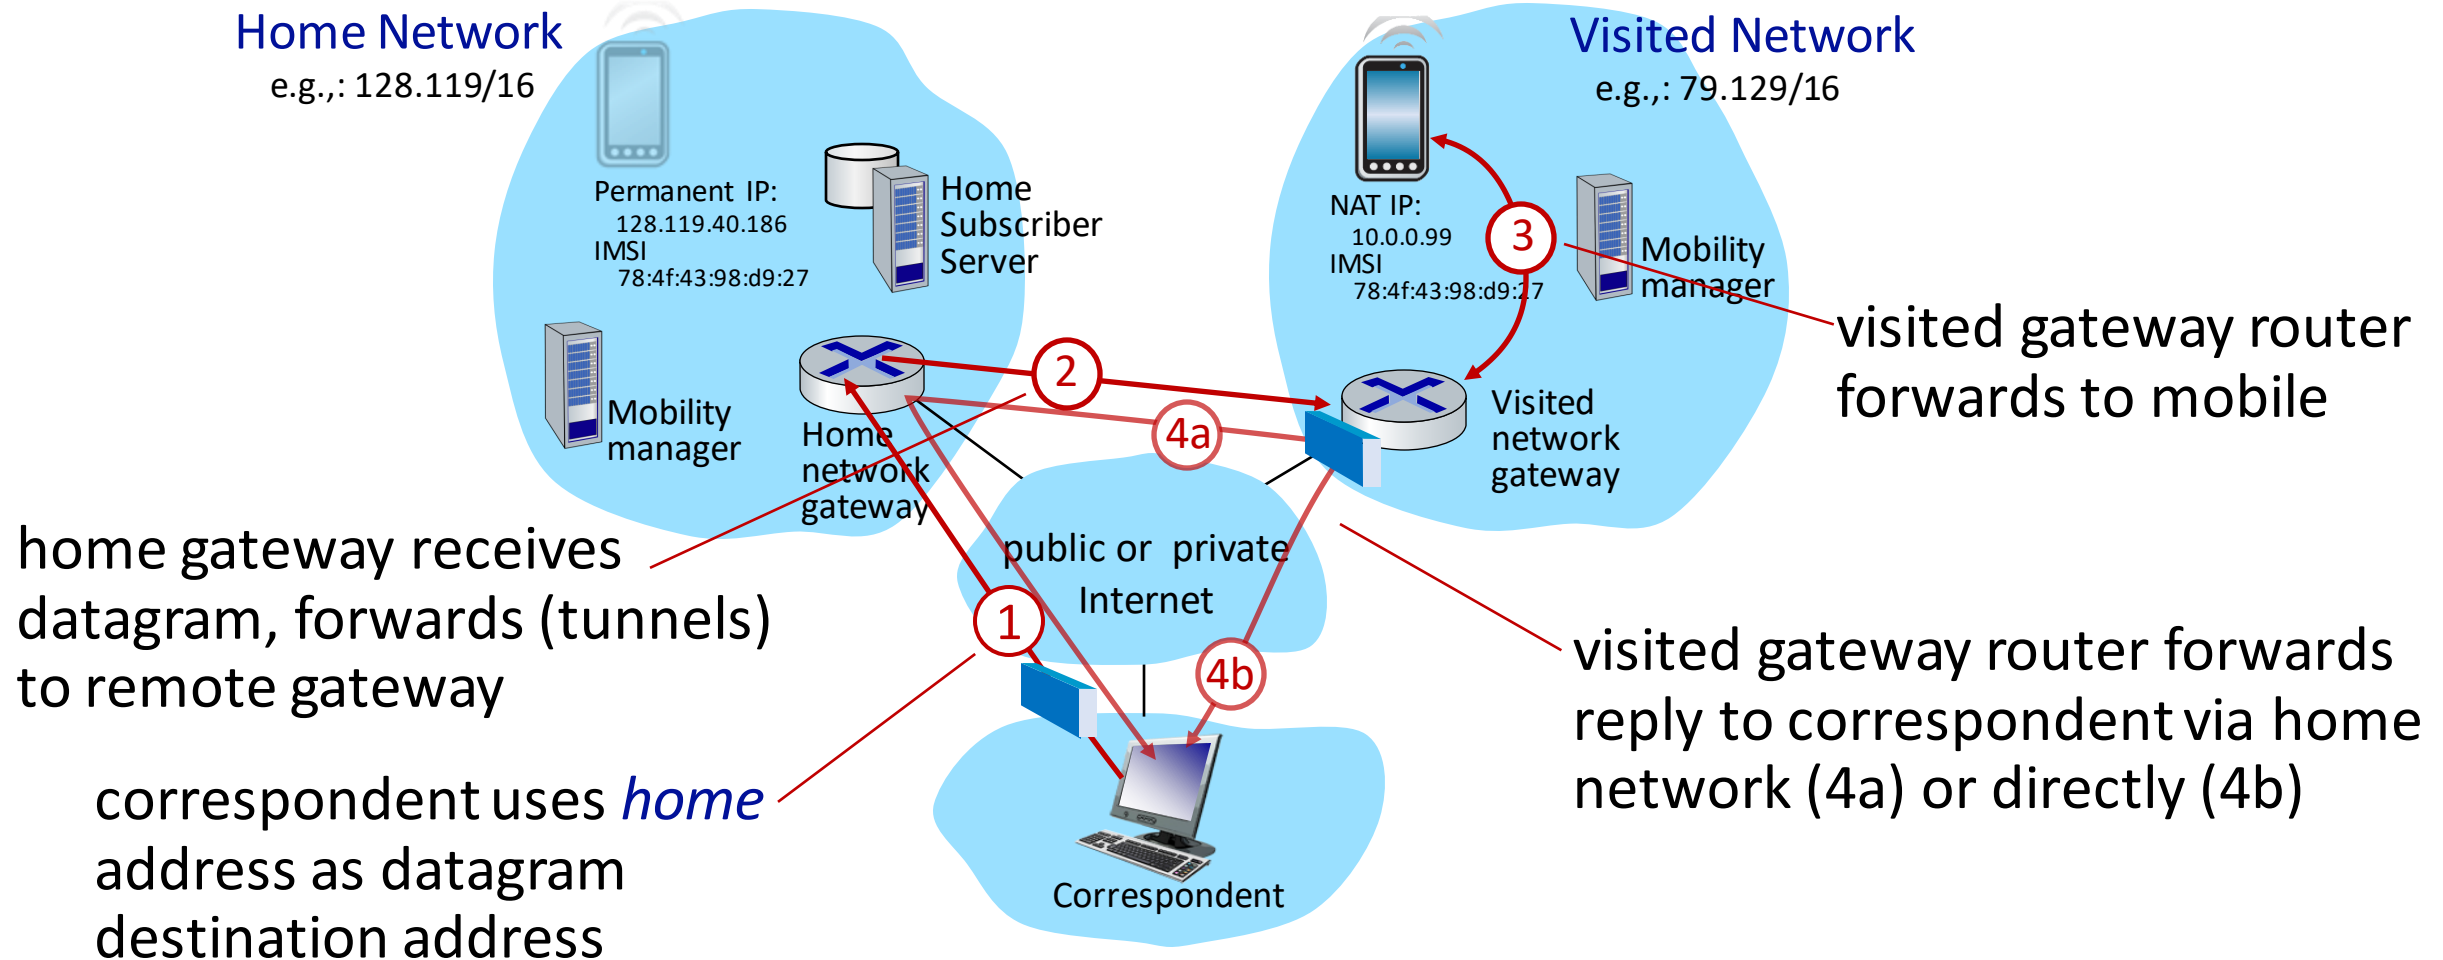 Home Network
e.g.,: 128.119/16
Visited Network
e.g.,: 79.129/16
Permanent IP:
128.119.40.186
IMSI
78:4f:43:98:d9:27
Home
Subscriber
Server
NAT IP:
10.0.0.99
IMSI
78:4f:43:98:d9:27
3
Mobility
manager
visited gateway router
forwards to mobile
2
4a
Mobility
manager
Home
network
gateway
Visited
network
gateway
home gateway receives
datagram, forwards (tunnels)
to remote gateway
public or private
Internet
1
4b
visited gateway router forwards
reply to correspondent via home
network (4a) or directly (4b)
correspondent uses home
address as datagram
destination address
Correspondent